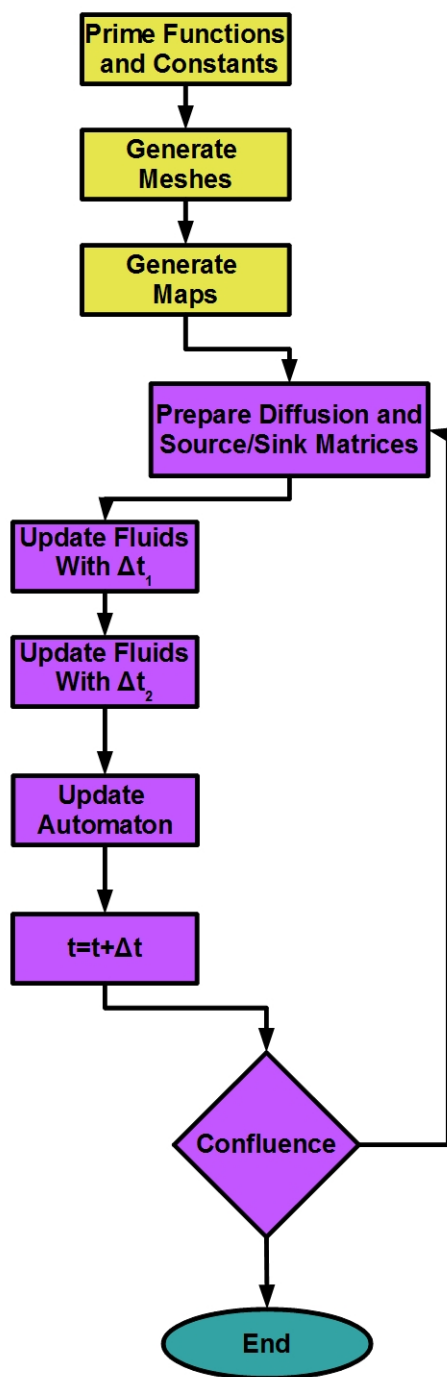 Prime Functions
and Constants
Generate
Meshes
Generate
Maps
Prepare Diffusion and
Source/Sink Matrices
Update Fluids
With Δt₁
Update Fluids
With Δt₂
Update
Automaton
t=t+Δt
Confluence
End